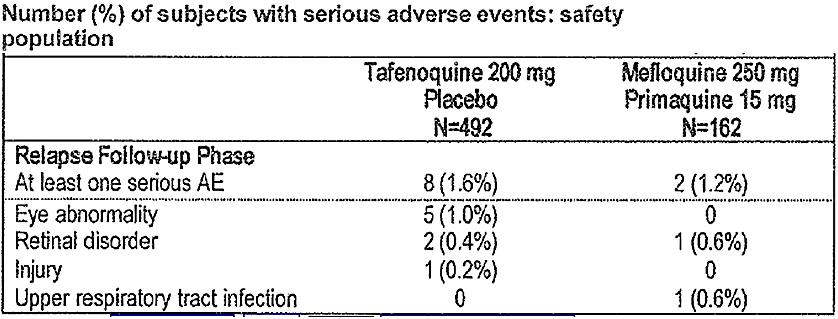 Number (%) of subjects with serious adverse events: safety
population
Tafenoquine 200 mg Mefloquine 250 mg
Placebo Primaquine 15 mg
N=492 N=162
Relapse Follow-up Phase
At least one serious AE 8 (1.6%) 2 (1.2%)
Eye abnormality 5 (1.0%) 0
Retinal disorder 2 (0.4%) 1 (0.6%)
Injury 1 (0.2%) 0
Upper respiratory tract infection 0 1 (0.6%)